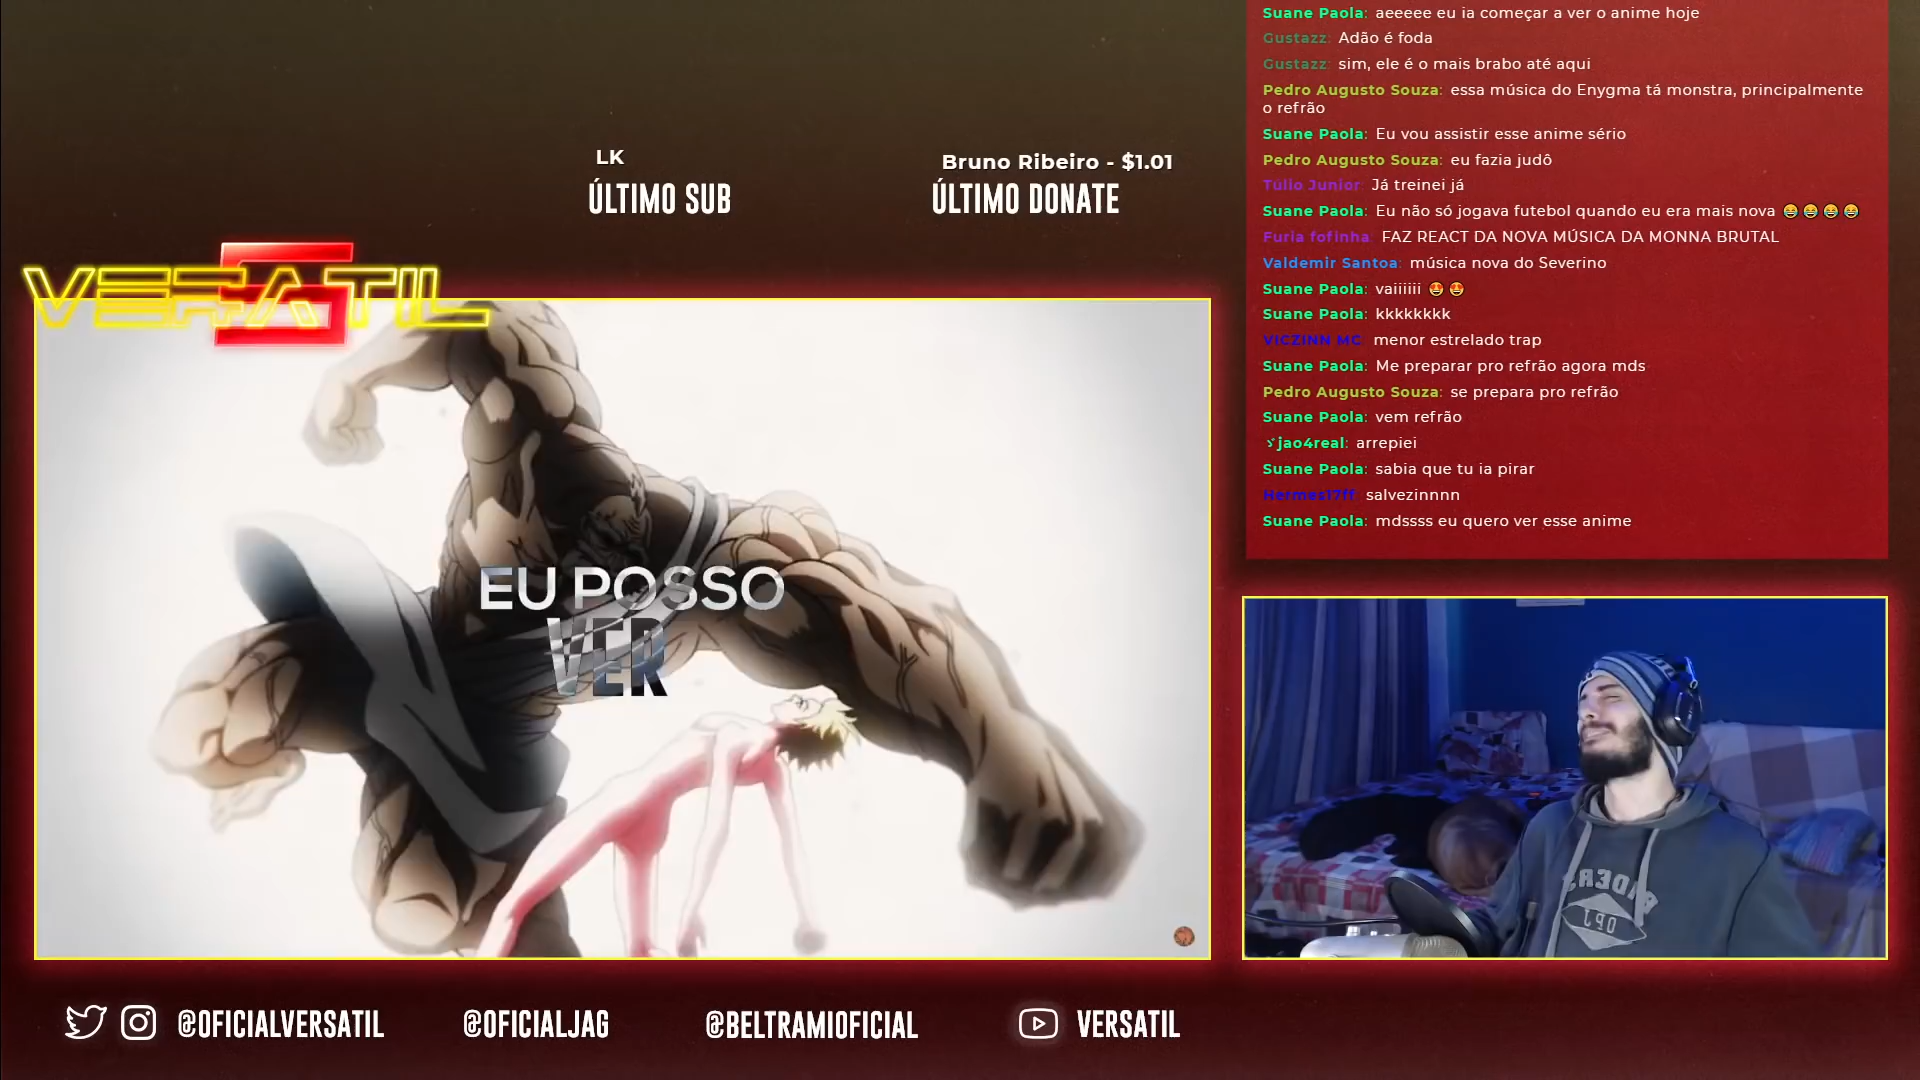 LK
ÚLTIMO SUB
Bruno Ribeiro - $1.01
ÚLTIMO DONATE
VERSATIL
EU POSSO
VER
Suane Paola: aeeeee eu ia começar a ver o anime hoje
Gustazz: Adão é foda
Gustazz: sim, ele é o mais brabo até aqui
Pedro Augusto Souza: essa música do Enygma tá monstra, principalmente
o refrão
Suane Paola: Eu vou assistir esse anime sério
Pedro Augusto Souza: eu fazia judô
Túlio Junior: Já treinei já
Suane Paola: Eu não só jogava futebol quando eu era mais nova 😂😂😂😂
Furia fofinha: FAZ REACT DA NOVA MÚSICA DA MONNA BRUTAL
Valdemir Santoa: música nova do Severino
Suane Paola: vaiiiiii 🤩🤩
Suane Paola: kkkkkkkk
VICZINN MC: menor estrelado trap
Suane Paola: Me preparar pro refrão agora mds
Pedro Augusto Souza: se prepara pro refrão
Suane Paola: vem refrão
jao4real: arrepiei
Suane Paola: sabia que tu ia pirar
Hermes17ff: salvezinnnn
Suane Paola: mdssss eu quero ver esse anime
DPJ
@OFICIALVERSATIL
@OFICIALJAG
@BELTRAMIOFICIAL
VERSATIL